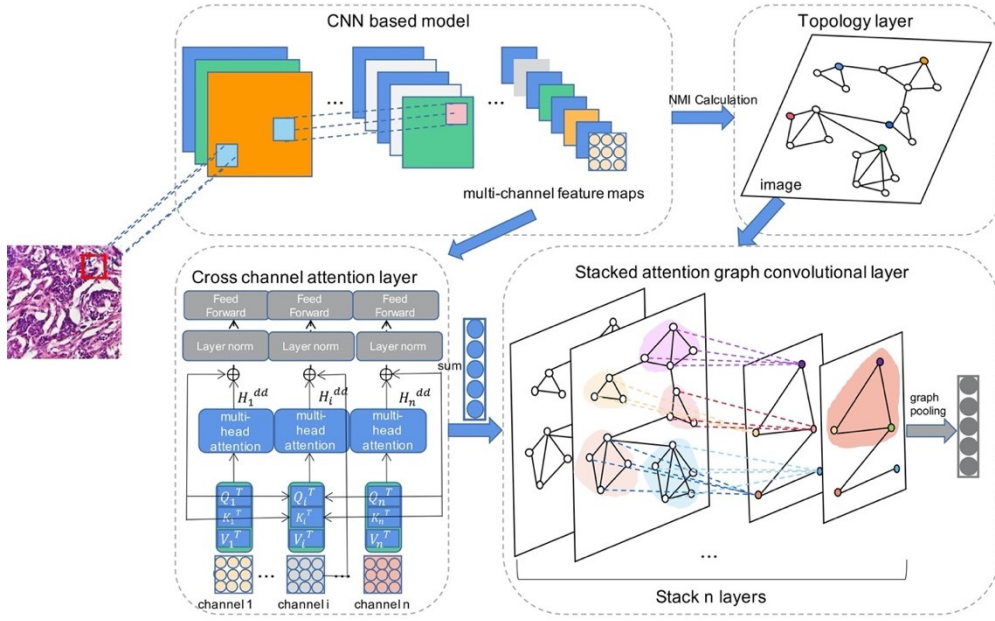 CNN based model
...
...
multi-channel feature maps
NMI Calculation
Topology layer
image
Cross channel attention layer
Feed Forward
Feed Forward
Feed Forward
Layer norm
Layer norm
Layer norm
H₁ᵈᵈ
Hᵢᵈᵈ
Hₙᵈᵈ
multi-
head
attention
multi-
head
attention
multi-
head
attention
Q₁ᵀ
Qᵢᵀ
Qₙᵀ
K₁ᵀ
Kᵢᵀ
Kₙᵀ
V₁ᵀ
Vᵢᵀ
Vₙᵀ
...
...
channel 1
channel i
channel n
sum
Stacked attention graph convolutional layer
graph
pooling
...
Stack n layers